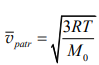 v̄_patr = √(3RT / M₀)